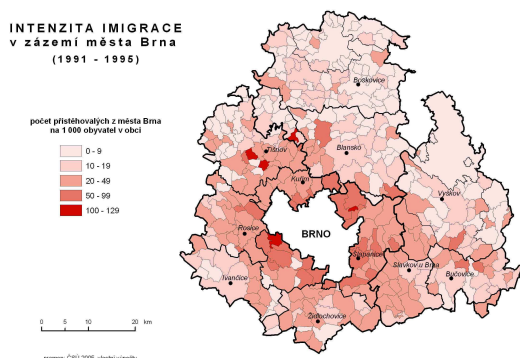 INTENZITA IMIGRACE
v zázemí města Brna
(1991 - 1995)
počet přistěhovalých z města Brna
na 1 000 obyvatel v obci
0 - 9
10 - 19
20 - 49
50 - 99
100 - 129
Boskovice
Tišnov
Blansko
Kuřim
Vyškov
BRNO
Rosice
Šlapanice
Slavkov u Brna
Bučovice
Ivančice
Židlochovice
0 10 20 km